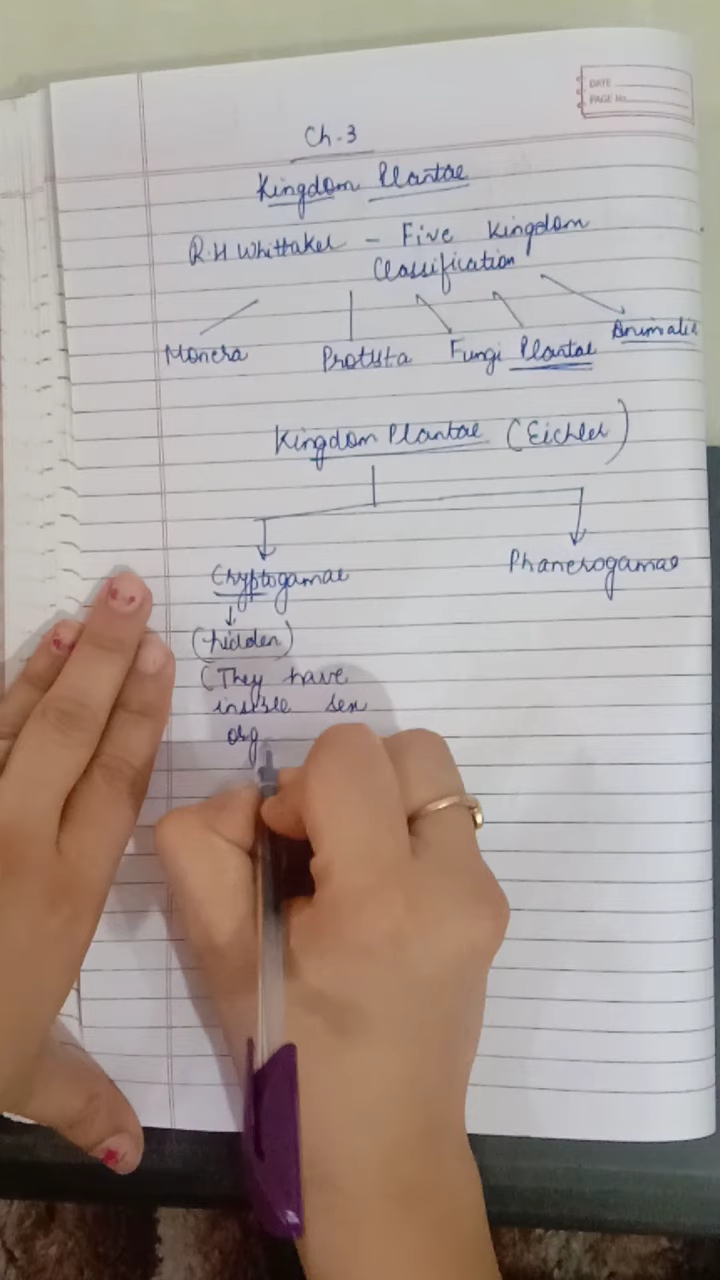 DATE
PAGE No.
Ch.3
Kingdom Plantae
R.H Whittaker - Five Kingdom
Classification
Monera Protista Fungi Plantae Animalia
Kingdom Plantae (Eichler)
Cryptogamae Phanerogamae
(hidden)
(They have
sex
org